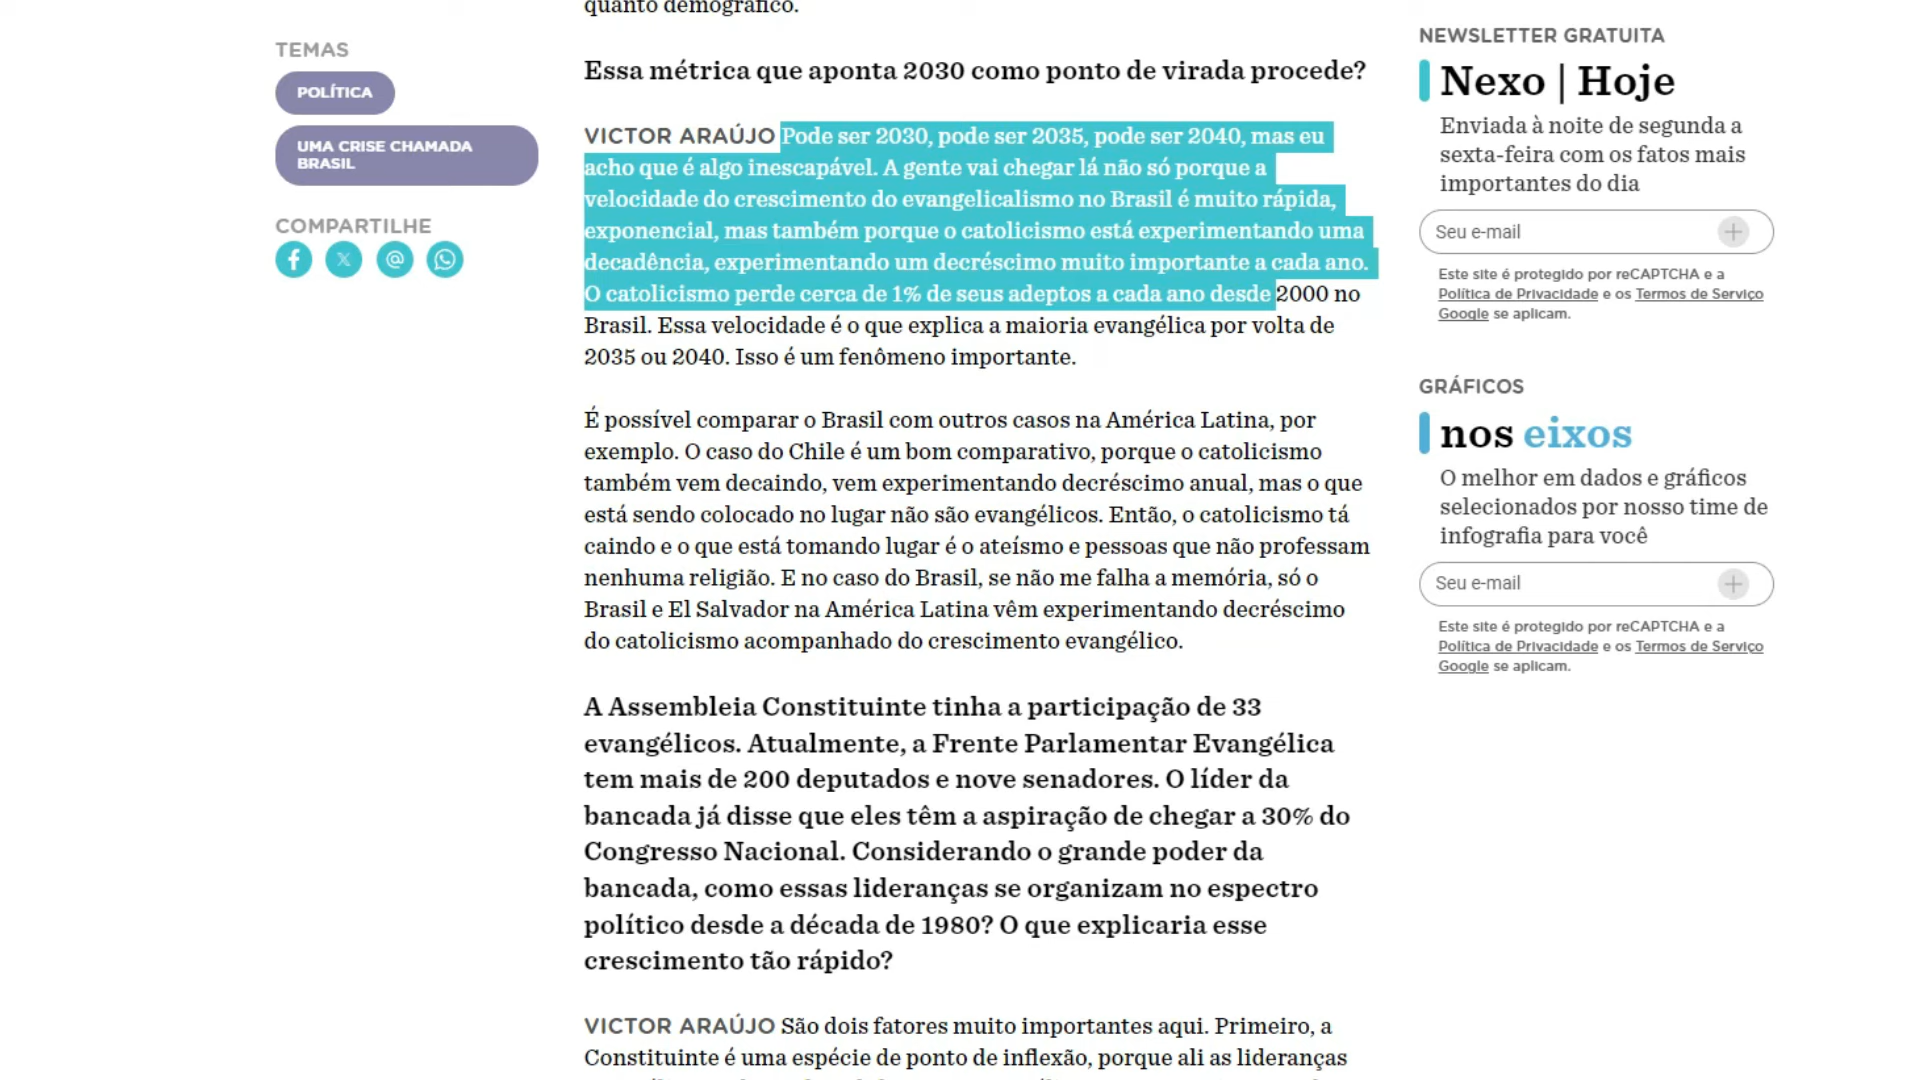 quanto demográfico.
TEMAS
POLÍTICA
UMA CRISE CHAMADA
BRASIL
COMPARTILHE
Essa métrica que aponta 2030 como ponto de virada procede?
VICTOR ARAÚJO Pode ser 2030, pode ser 2035, pode ser 2040, mas eu
acho que é algo inescapável. A gente vai chegar lá não só porque a
velocidade do crescimento do evangelicalismo no Brasil é muito rápida,
exponencial, mas também porque o catolicismo está experimentando uma
decadência, experimentando um decréscimo muito importante a cada ano.
O catolicismo perde cerca de 1% de seus adeptos a cada ano desde 2000 no
Brasil. Essa velocidade é o que explica a maioria evangélica por volta de
2035 ou 2040. Isso é um fenômeno importante.
É possível comparar o Brasil com outros casos na América Latina, por
exemplo. O caso do Chile é um bom comparativo, porque o catolicismo
também vem decaindo, vem experimentando decréscimo anual, mas o que
está sendo colocado no lugar não são evangélicos. Então, o catolicismo tá
caindo e o que está tomando lugar é o ateísmo e pessoas que não professam
nenhuma religião. E no caso do Brasil, se não me falha a memória, só o
Brasil e El Salvador na América Latina vêm experimentando decréscimo
do catolicismo acompanhado do crescimento evangélico.
A Assembleia Constituinte tinha a participação de 33
evangélicos. Atualmente, a Frente Parlamentar Evangélica
tem mais de 200 deputados e nove senadores. O líder da
bancada já disse que eles têm a aspiração de chegar a 30% do
Congresso Nacional. Considerando o grande poder da
bancada, como essas lideranças se organizam no espectro
político desde a década de 1980? O que explicaria esse
crescimento tão rápido?
VICTOR ARAÚJO São dois fatores muito importantes aqui. Primeiro, a
Constituinte é uma espécie de ponto de inflexão, porque ali as lideranças
NEWSLETTER GRATUITA
Nexo | Hoje
Enviada à noite de segunda a
sexta-feira com os fatos mais
importantes do dia
Seu e-mail
Este site é protegido por reCAPTCHA e a
Política de Privacidade e os Termos de Serviço
Google se aplicam.
GRÁFICOS
nos eixos
O melhor em dados e gráficos
selecionados por nosso time de
infografia para você
Seu e-mail
Este site é protegido por reCAPTCHA e a
Política de Privacidade e os Termos de Serviço
Google se aplicam.